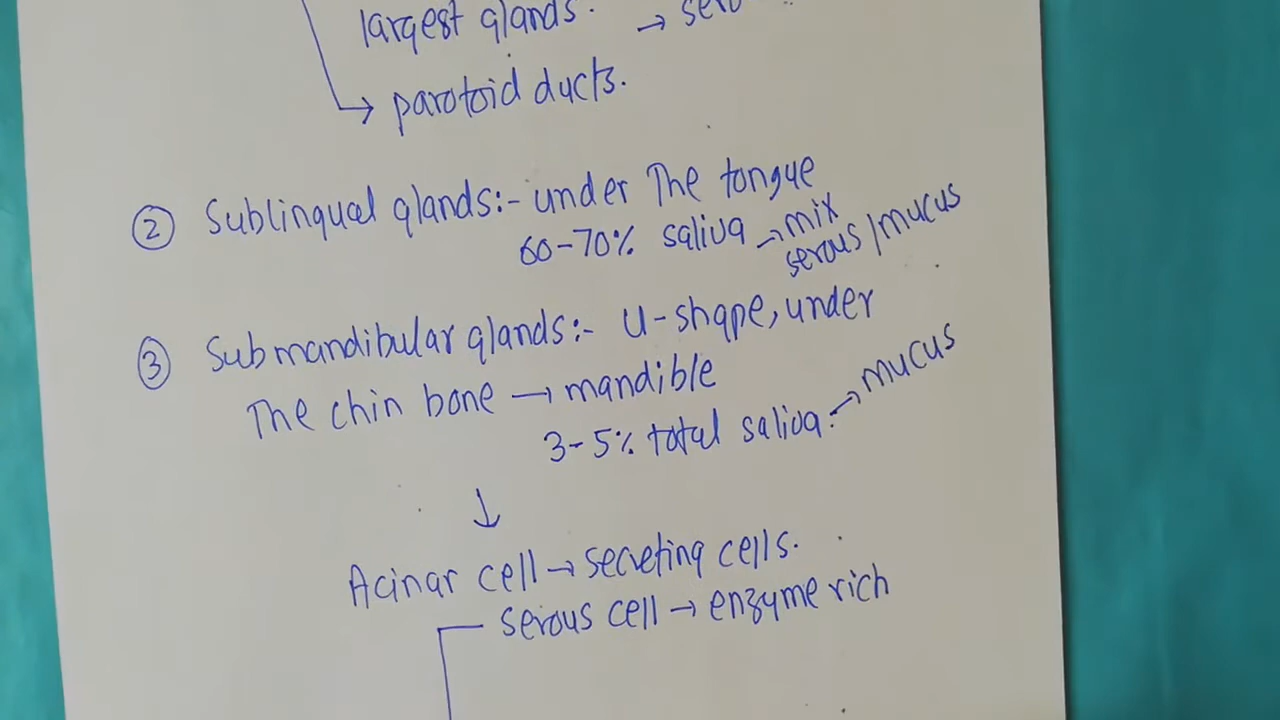 largest glands. →
→ parotoid ducts.
② Sublingual glands:- under The tongue
60-70% saliva → mix
serous/mucus
③ Submandibular glands:- U-shape, under
The chin bone → mandible
3-5% total saliva. → mucus
↓
Acinar cell → secreting cells.
serous cell → enzyme rich